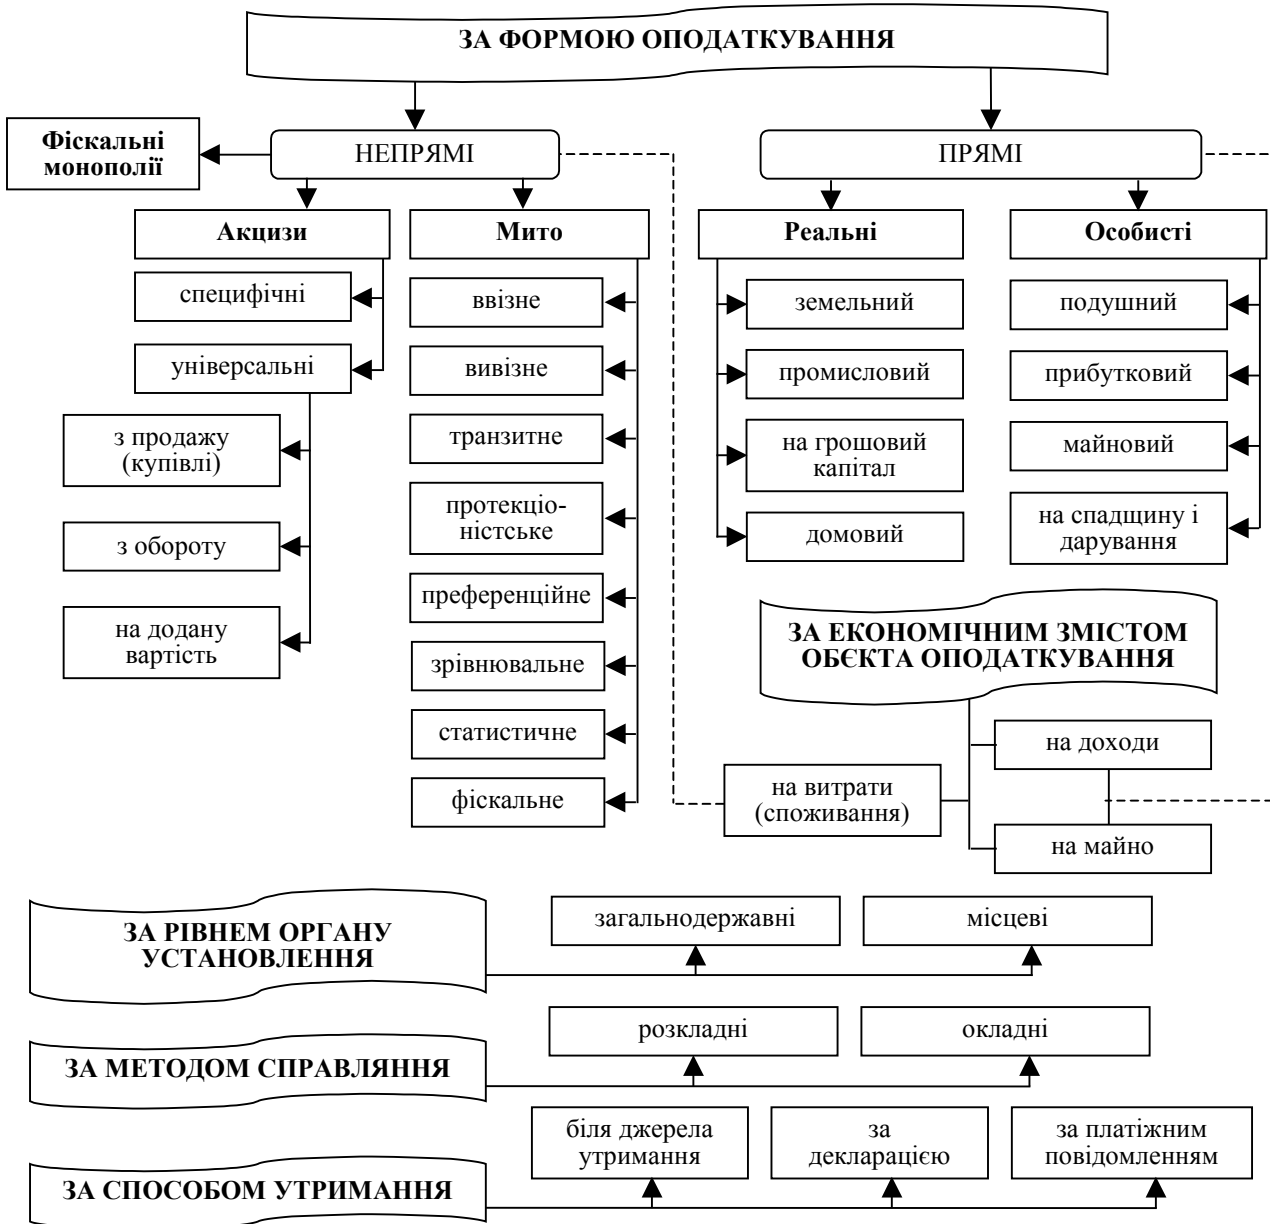 ЗА ФОРМОЮ ОПОДАТКУВАННЯ
Фіскальні
монополії
НЕПРЯМІ
ПРЯМІ
Акцизи
Мито
Реальні
Особисті
специфічні
універсальні
з продажу
(купівлі)
з обороту
на додану
вартість
ввізне
вивізне
транзитне
протекціо-
ністське
преференційне
зрівнювальне
статистичне
фіскальне
земельний
промисловий
на грошовий
капітал
домовий
подушний
прибутковий
майновий
на спадщину і
дарування
ЗА ЕКОНОМІЧНИМ ЗМІСТОМ
ОБЄКТА ОПОДАТКУВАННЯ
на доходи
на витрати
(споживання)
на майно
ЗА РІВНЕМ ОРГАНУ
УСТАНОВЛЕННЯ
загальнодержавні
місцеві
ЗА МЕТОДОМ СПРАВЛЯННЯ
розкладні
окладні
ЗА СПОСОБОМ УТРИМАННЯ
біля джерела
утримання
за
декларацією
за платіжним
повідомленням